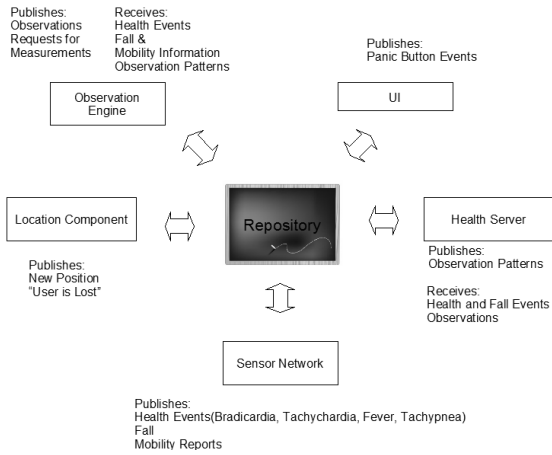 Publishes:
Observations
Requests for
Measurements
Receives:
Health Events
Fall &
Mobility Information
Observation Patterns
Publishes:
Panic Button Events
Observation
Engine
UI
Location Component
Repository
Health Server
Publishes:
New Position
"User is Lost"
Publishes:
Observation Patterns
Receives:
Health and Fall Events
Observations
Sensor Network
Publishes:
Health Events(Bradicardia, Tachychardia, Fever, Tachypnea)
Fall
Mobility Reports